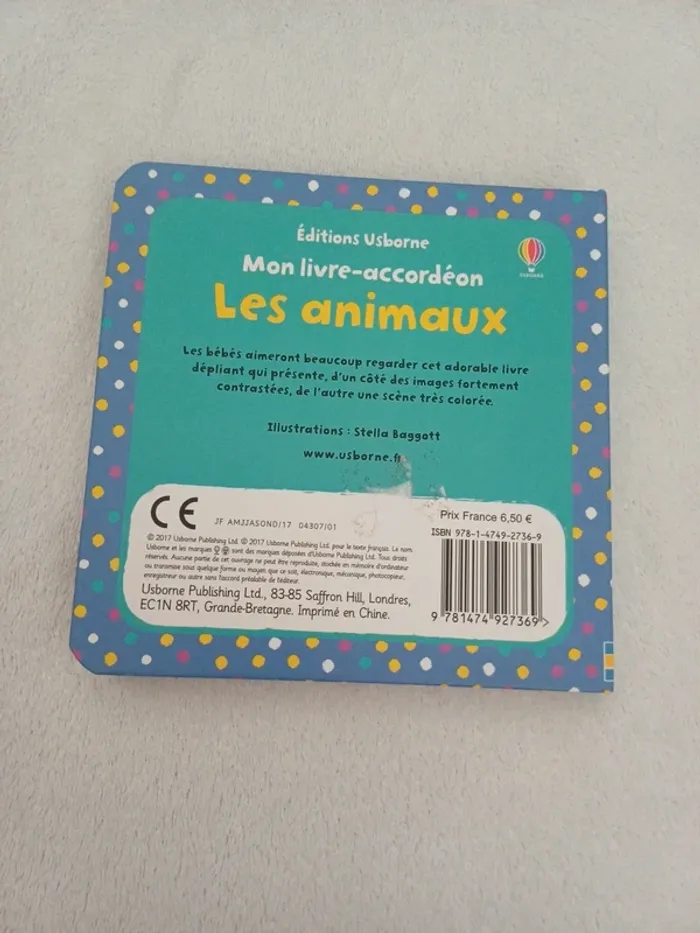 Éditions Usborne
USBORNE
Mon livre-accordéon
Les animaux
Les bébés aimeront beaucoup regarder cet adorable livre
dépliant qui présente, d'un côté des images fortement
contrastées, de l'autre une scène très colorée.
Illustrations : Stella Baggott
www.usborne.fr
CE
JF AMJJASOND/17 04307/01
© 2017 Usborne Publishing Ltd. © 2017 Usborne Publishing Ltd. pour le texte français. Le nom
Usborne et les marques sont des marques déposées d'Usborne Publishing Ltd. Tous droits
réservés. Aucune partie de cet ouvrage ne peut être reproduite, stockée en mémoire d'ordinateur
ou transmise sous quelque forme ou moyen que ce soit, électronique, mécanique, photocopieur,
enregistreur ou autre sans l'accord préalable de l'éditeur.
Usborne Publishing Ltd., 83-85 Saffron Hill, Londres,
EC1N 8RT, Grande-Bretagne. Imprimé en Chine.
Prix France 6,50 €
ISBN 978-1-4749-2736-9
9 781474 927369 >